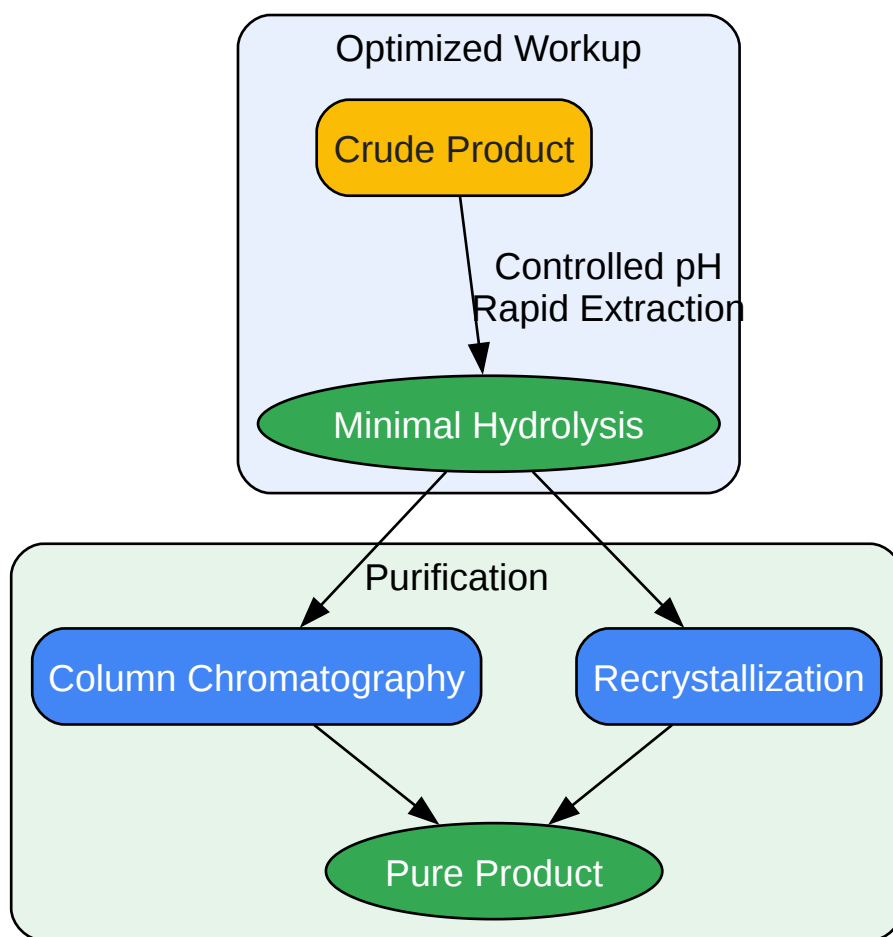 Optimized Workup
Crude Product
Controlled pH
Rapid Extraction
Minimal Hydrolysis
Purification
Column Chromatography
Recrystallization
Pure Product